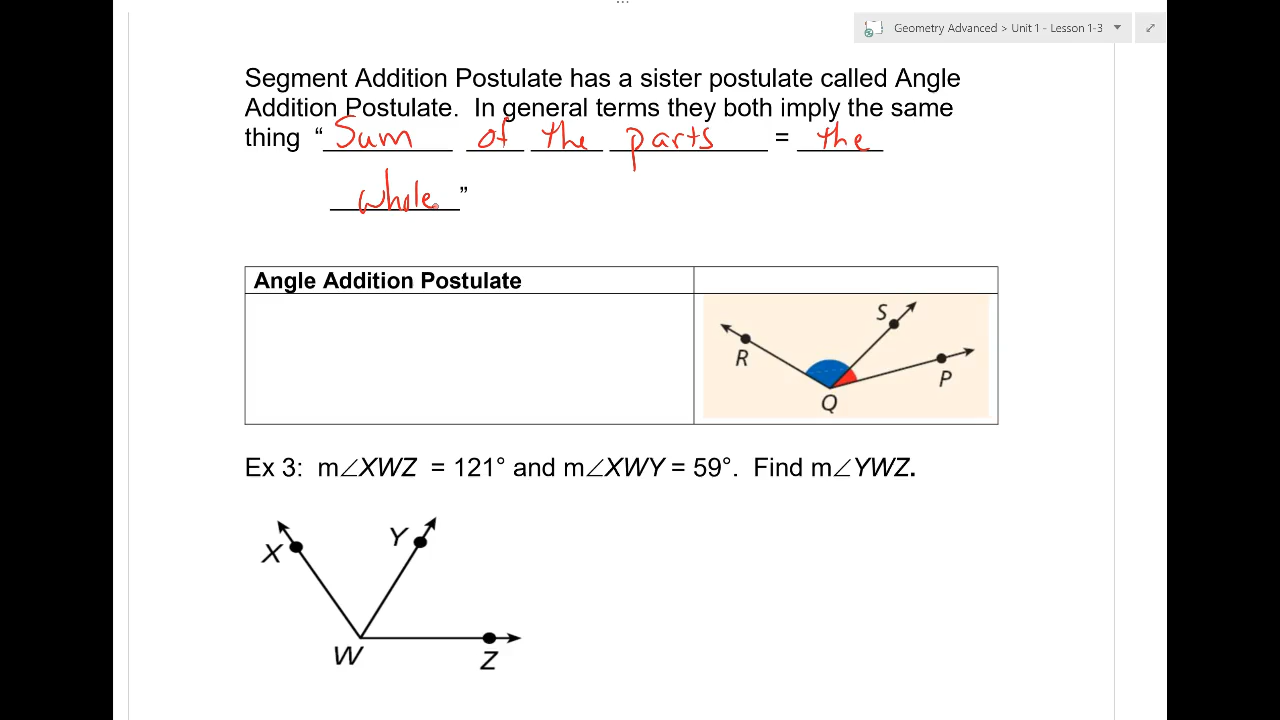 ...
Geometry Advanced > Unit 1 - Lesson 1-3
Segment Addition Postulate has a sister postulate called Angle
Addition Postulate. In general terms they both imply the same
thing “ Sum of the parts = the
whole ”
Angle Addition Postulate
S
R
P
Q
Ex 3: m∠XWZ = 121° and m∠XWY = 59°. Find m∠YWZ.
X
Y
W
Z